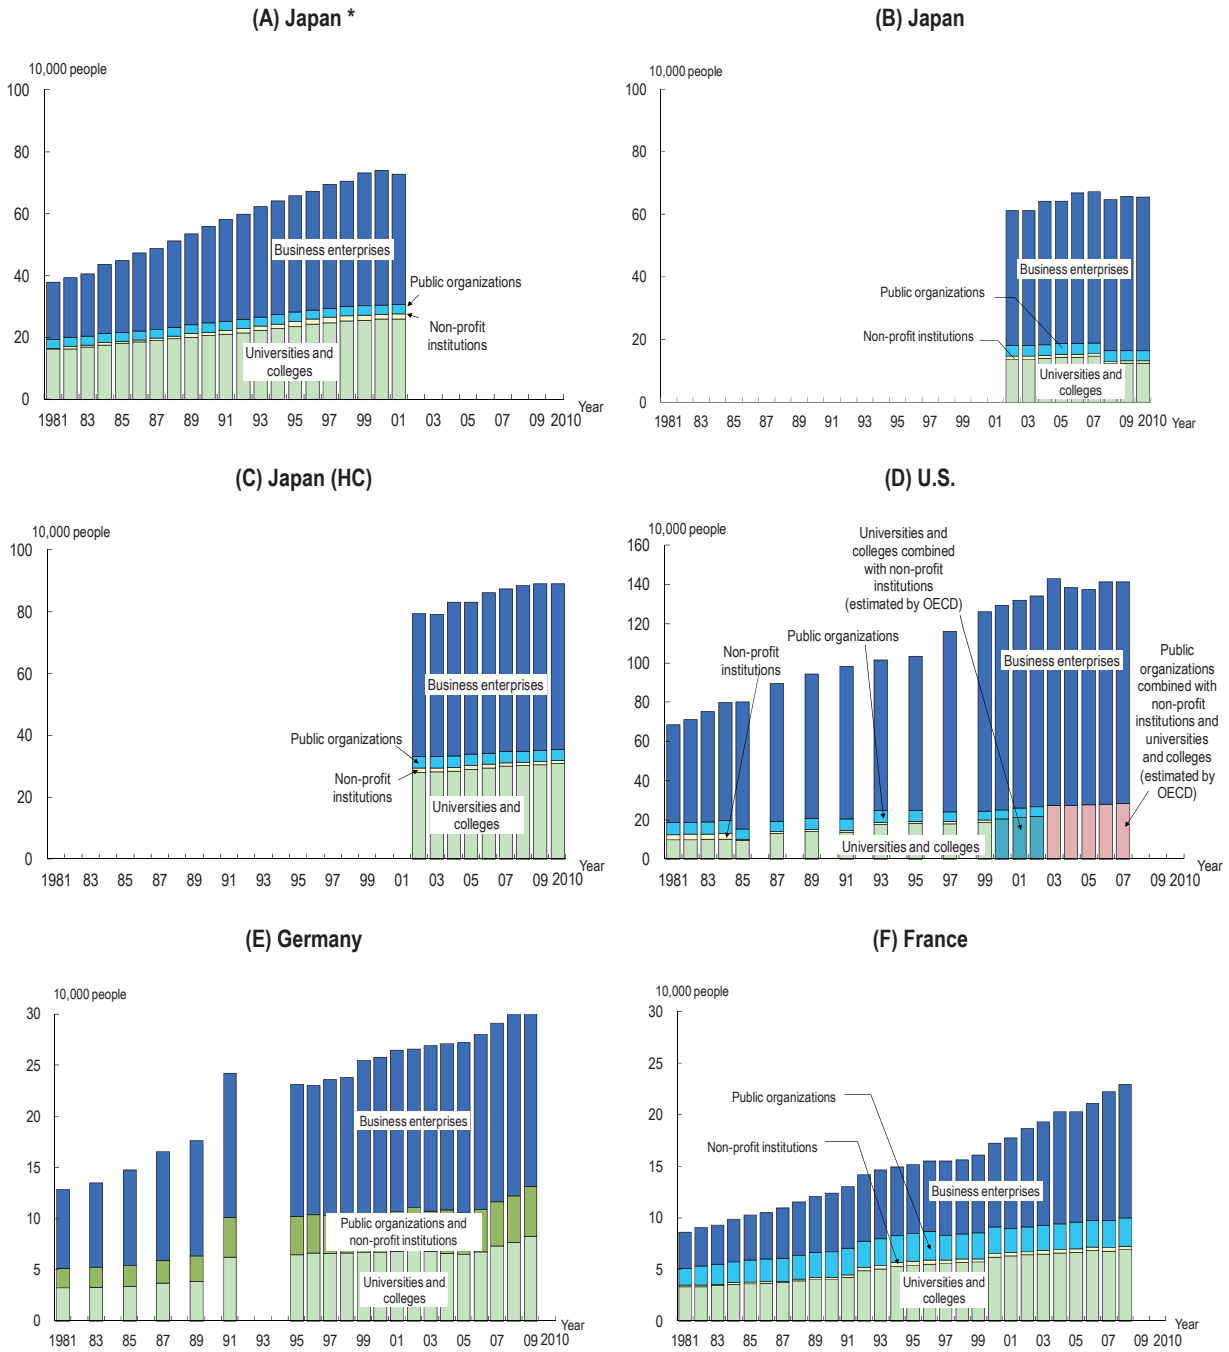 (A) Japan *
10,000 people
100
80
60
40
20
0
Business enterprises
Public organizations
Non-profit
institutions
Universities and
colleges
1981 83 85 87 89 91 93 95 97 99 01 03 05 07 09 2010
Year
(B) Japan
10,000 people
100
80
60
40
20
0
Business enterprises
Public organizations
Non-profit institutions
Universities and
colleges
1981 83 85 87 89 91 93 95 97 99 01 03 05 07 09 2010
Year
(C) Japan (HC)
10,000 people
100
80
60
40
20
0
Business enterprises
Public organizations
Non-profit
institutions
Universities and
colleges
1981 83 85 87 89 91 93 95 97 99 01 03 05 07 09 2010
Year
(D) U.S.
10,000 people
160
140
120
100
80
60
40
20
0
Universities and
colleges combined
with non-profit
institutions
(estimated by OECD)
Public organizations
Non-profit
institutions
Business enterprises
Public
organizations
combined with
non-profit
institutions and
universities
and colleges
(estimated by
OECD)
Universities and colleges
1981 83 85 87 89 91 93 95 97 99 01 03 05 07 09 2010
Year
(E) Germany
10,000 people
30
25
20
15
10
5
0
Business enterprises
Public organizations and
non-profit institutions
Universities and
colleges
1981 83 85 87 89 91 93 95 97 99 01 03 05 07 09 2010
Year
(F) France
10,000 people
30
25
20
15
10
5
0
Public organizations
Non-profit institutions
Business enterprises
Universities and
colleges
1981 83 85 87 89 91 93 95 97 99 01 03 05 07 09 2010
Year